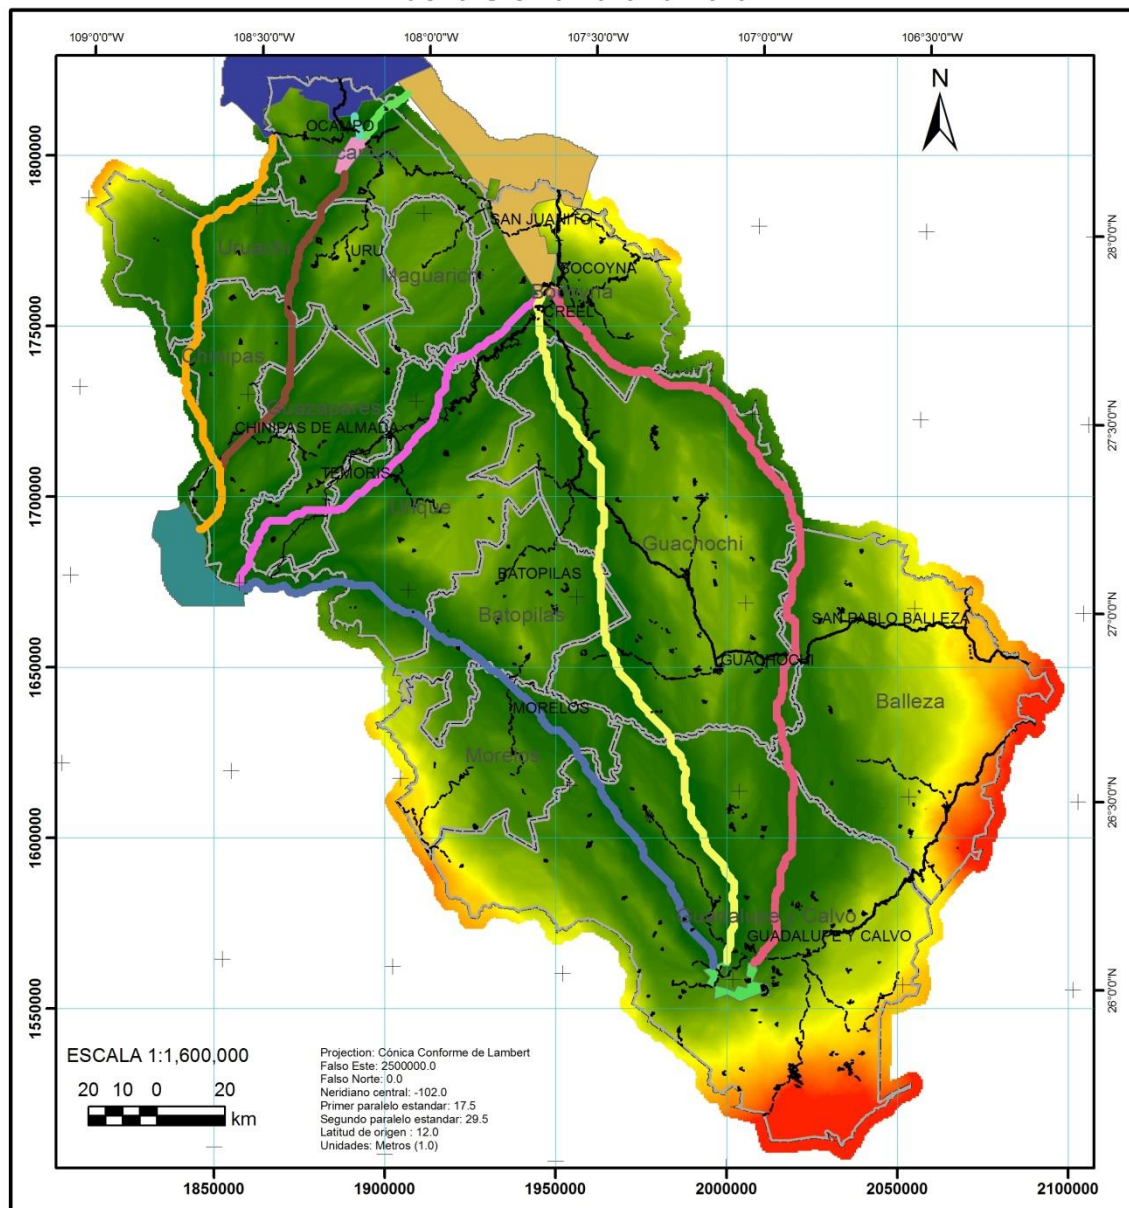 109°0'0"W 108°30'0"W 108°0'0"W 107°30'0"W 107°0'0"W 106°30'0"W
N
OCAMPO
1800000
SAN JUANITO
28°0'0"N
Uruachi
URU
Maguarichi
BOCOYNA
Bocoyna
CREEL
1750000
Chinipas
Guazapares
CHINIPAS DE ALMADA
27°30'0"N
TEMORIS
1700000
Urique
Guachochi
BATOPILAS
Batopilas
27°0'0"N
SAN PABLO BALLEZA
GUACHOCHI
1650000
Balleza
MORELOS
Morelos
26°30'0"N
1600000
Guadalupe y Calvo
GUADALUPE Y CALVO
26°0'0"N
1550000
ESCALA 1:1,600,000
20 10 0 20
km
Projection: Cónica Conforme de Lambert
Falso Este: 2500000.0
Falso Norte: 0.0
Neridiano central: -102.0
Primer paralelo estandar: 17.5
Segundo paralelo estandar: 29.5
Latitud de origen : 12.0
Unidades: Metros (1.0)
1850000 1900000 1950000 2000000 2050000 2100000